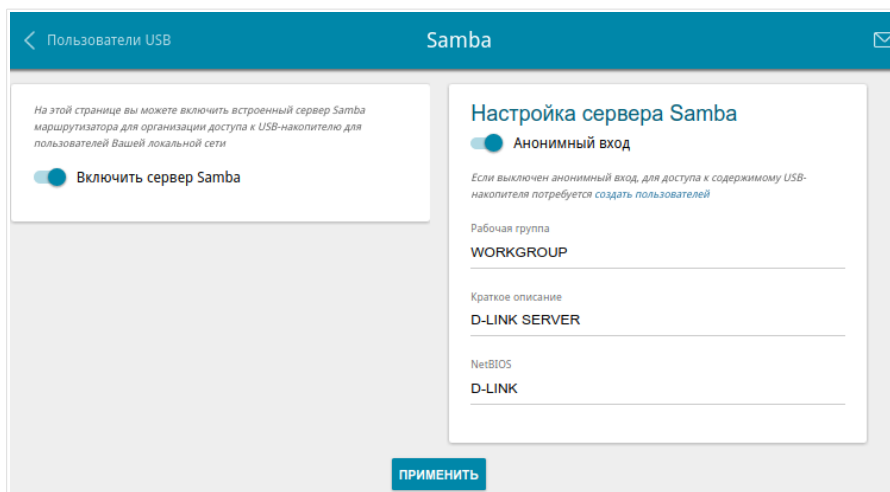 Пользователи USB
Samba
На этой странице вы можете включить встроенный сервер Samba
маршрутизатора для организации доступа к USB-накопителю для
пользователей Вашей локальной сети
Включить сервер Samba
Настройка сервера Samba
Анонимный вход
Если выключен анонимный вход, для доступа к содержимому USB-
накопителя потребуется создать пользователей
Рабочая группа
WORKGROUP
Краткое описание
D-LINK SERVER
NetBIOS
D-LINK
ПРИМЕНИТЬ